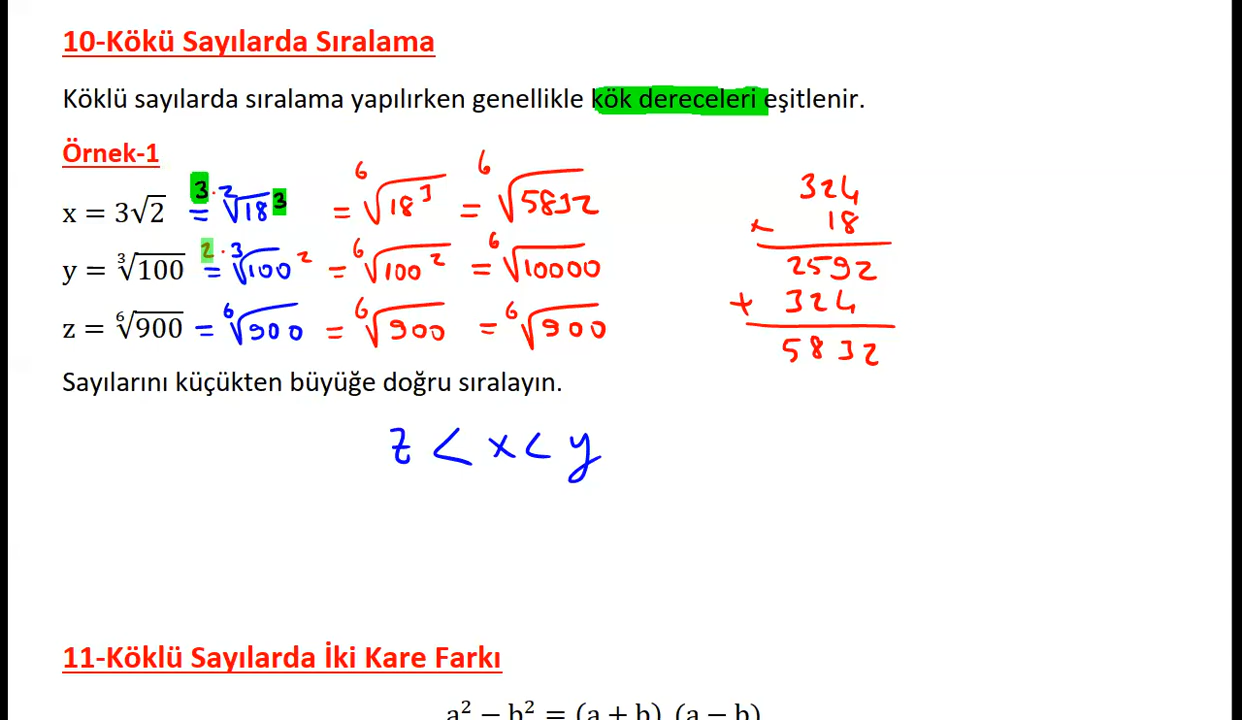 10-Kökü Sayılarda Sıralama
Köklü sayılarda sıralama yapılırken genellikle kök dereceleri eşitlenir.
Örnek-1
x = 3√2 = ³·²√18³ = ⁶√18³ = ⁶√5832
y = ³√100 = ²·³√100² = ⁶√100² = ⁶√10000
z = ⁶√900 = ⁶√900 = ⁶√900 = ⁶√900
Sayılarını küçükten büyüğe doğru sıralayın.
z < x < y
324
× 18
2592
+ 324
5832
11-Köklü Sayılarda İki Kare Farkı
a² − b² = (a + b). (a − b)